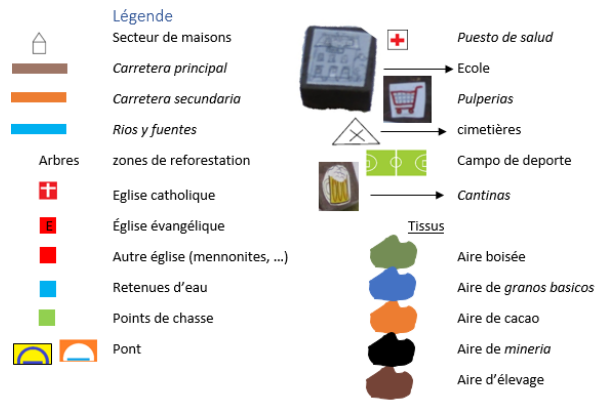 Légende
Secteur de maisons
Carretera principal
Carretera secundaria
Rios y fuentes
Arbres zones de reforestation
Eglise catholique
E Église évangélique
Autre église (mennonites, …)
Retenues d’eau
Points de chasse
Pont
Puesto de salud
Ecole
Pulperias
cimetières
Campo de deporte
Cantinas
Tissus
Aire boisée
Aire de granos basicos
Aire de cacao
Aire de mineria
Aire d’élevage